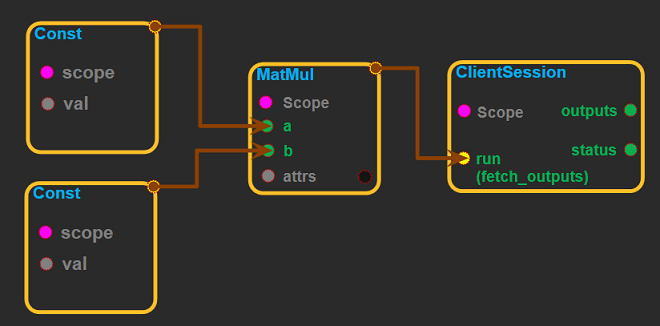 Const
scope
val
Const
scope
val
MatMul
Scope
a
b
attrs
ClientSession
Scope
outputs
status
run
(fetch_outputs)